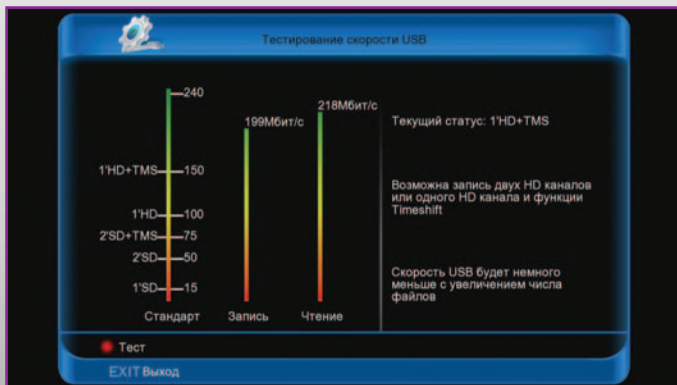 Тестирование скорости USB
240
199Мбит/с
218Мбит/с
Текущий статус: 1'HD+TMS
1'HD+TMS 150
Возможна запись двух HD каналов
или одного HD канала и функции
Timeshift
1'HD 100
2'SD+TMS 75
2'SD 50
1'SD 15
Скорость USB будет немного
меньше с увеличением числа
файлов
Стандарт Запись Чтение
Тест
EXIT Выход